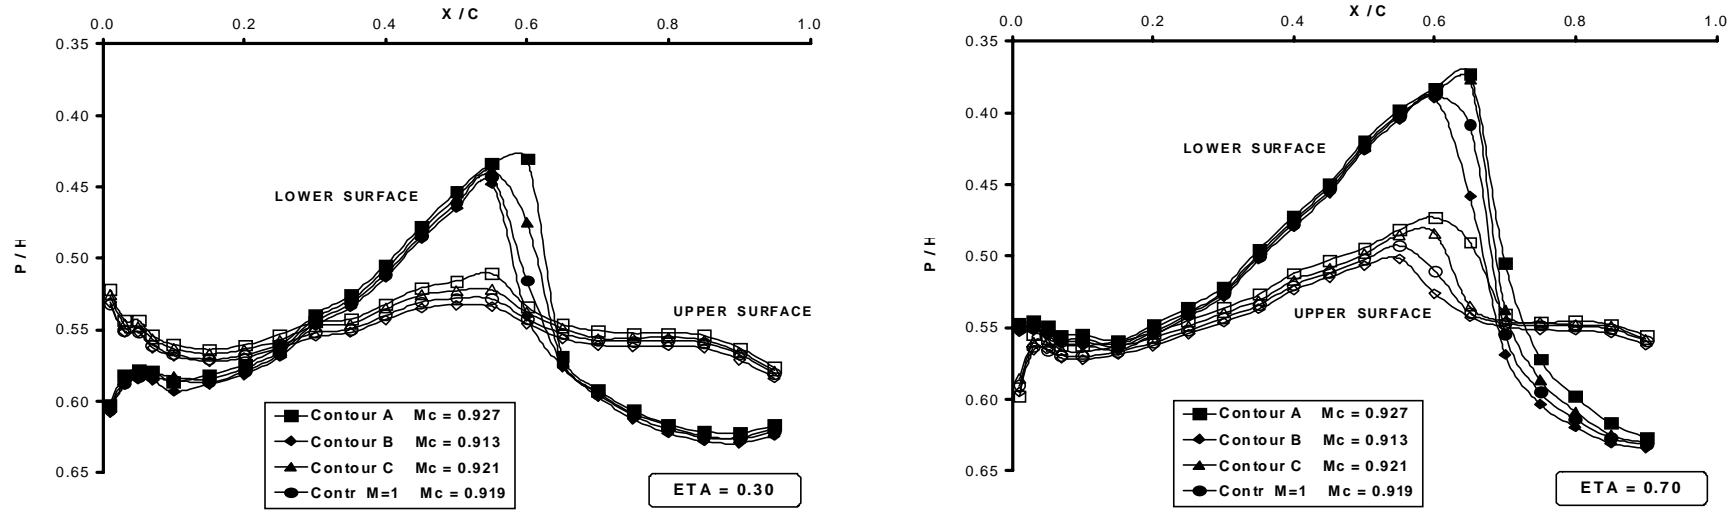 X / C
0.0 0.2 0.4 0.6 0.8 1.0
0.35
0.40
0.45
0.50
0.55
0.60
0.65
P / H
LOWER SURFACE
UPPER SURFACE
Contour A Mc = 0.927
Contour B Mc = 0.913
Contour C Mc = 0.921
Contr M=1 Mc = 0.919
ETA = 0.30
X / C
0.0 0.2 0.4 0.6 0.8 1.0
0.35
0.40
0.45
0.50
0.55
0.60
0.65
P / H
LOWER SURFACE
UPPER SURFACE
Contour A Mc = 0.927
Contour B Mc = 0.913
Contour C Mc = 0.921
Contr M=1 Mc = 0.919
ETA = 0.70